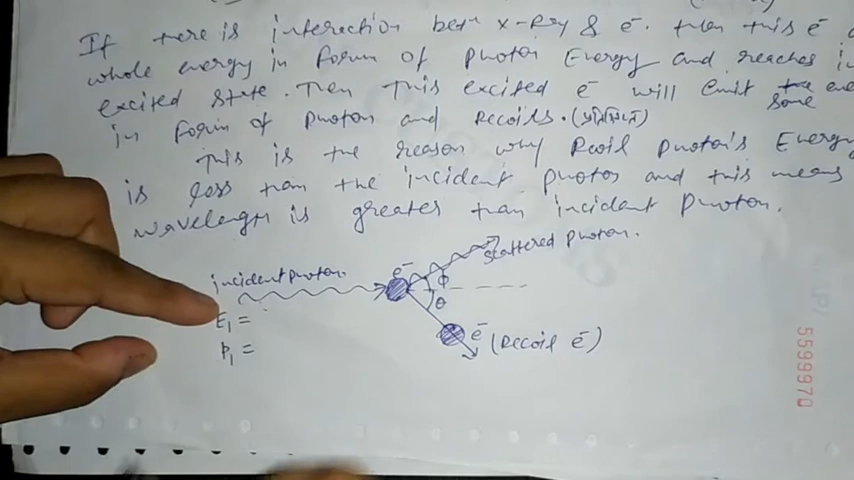 If there is interaction betn x-Ray & e-. then this e-
whole energy in form of photon Energy and reaches
excited state. Then this excited e- will emit some
in form of photon and Recoils.
This is the reason why Recoil photon's Energy
is less than the incident photon and this means
wavelength is greater than incident photon.
scattered photon.
incident photon.
e-
ϕ
θ
E1 =
e- (Recoil e-)
P1 =
5599970